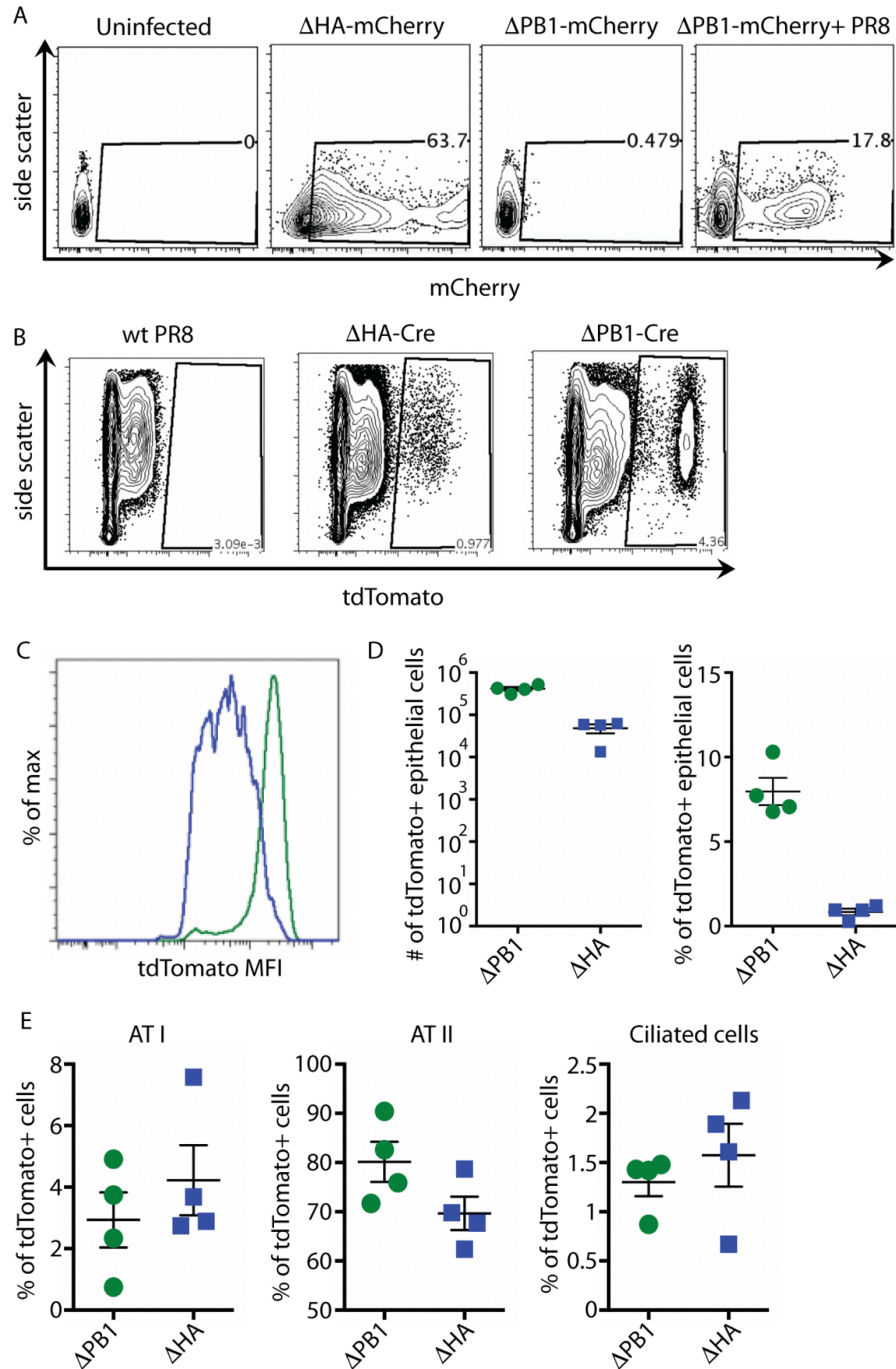 A
Uninfected
ΔHA-mCherry
ΔPB1-mCherry
ΔPB1-mCherry+ PR8
side scatter
0
63.7
0.479
17.8
mCherry
B
wt PR8
ΔHA-Cre
ΔPB1-Cre
side scatter
3.09e-3
0.977
4.36
tdTomato
C
% of max
tdTomato MFI
D
# of tdTomato+ epithelial cells
10^6
10^5
10^4
10^3
10^2
10^1
10^0
ΔPB1
ΔHA
% of tdTomato+ epithelial cells
15
10
5
0
ΔPB1
ΔHA
E
AT I
% of tdTomato+ cells
8
6
4
2
0
ΔPB1
ΔHA
AT II
% of tdTomato+ cells
100
90
80
70
60
50
ΔPB1
ΔHA
Ciliated cells
% of tdTomato+ cells
2.5
2
1.5
1
0.5
0
ΔPB1
ΔHA